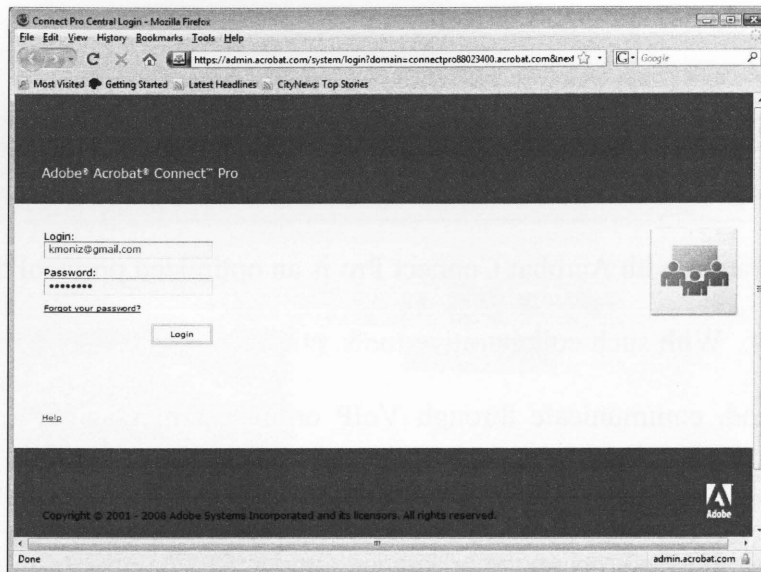 Connect Pro Central Login - Mozilla Firefox
File Edit View History Bookmarks Tools Help
https://admin.acrobat.com/system/login?domain=connectpro88023400.acrobat.com&next
G Google
Most Visited Getting Started Latest Headlines CityNews: Top Stories
Adobe® Acrobat® Connect™ Pro
Login:
kmoniz@gmail.com
Password:
••••••••
Forgot your password?
Login
Help
Copyright © 2001 - 2008 Adobe Systems Incorporated and its licensors. All rights reserved.
Adobe
Done
admin.acrobat.com